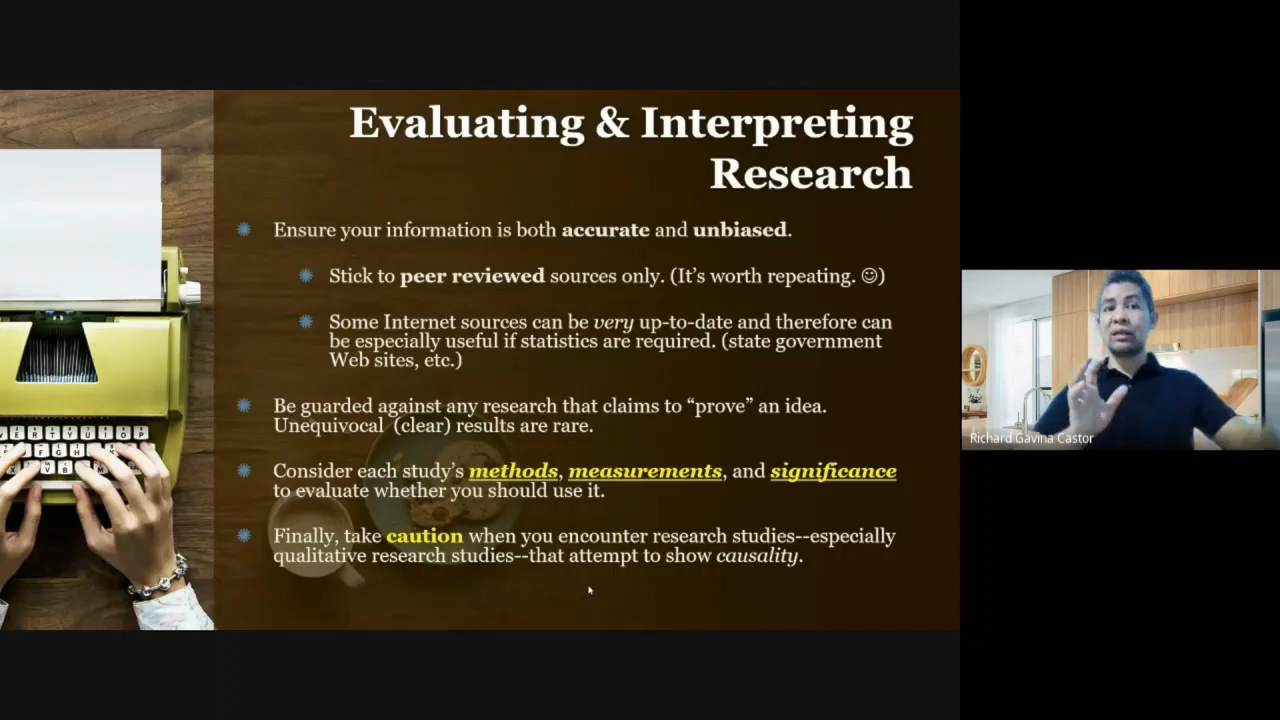 Evaluating & Interpreting
Research
Ensure your information is both accurate and unbiased.
Stick to peer reviewed sources only. (It’s worth repeating. ☺)
Some Internet sources can be very up-to-date and therefore can
be especially useful if statistics are required. (state government
Web sites, etc.)
Be guarded against any research that claims to “prove” an idea.
Unequivocal (clear) results are rare.
Consider each study’s methods, measurements, and significance
to evaluate whether you should use it.
Finally, take caution when you encounter research studies--especially
qualitative research studies--that attempt to show causality.
Richard Gavina Castor